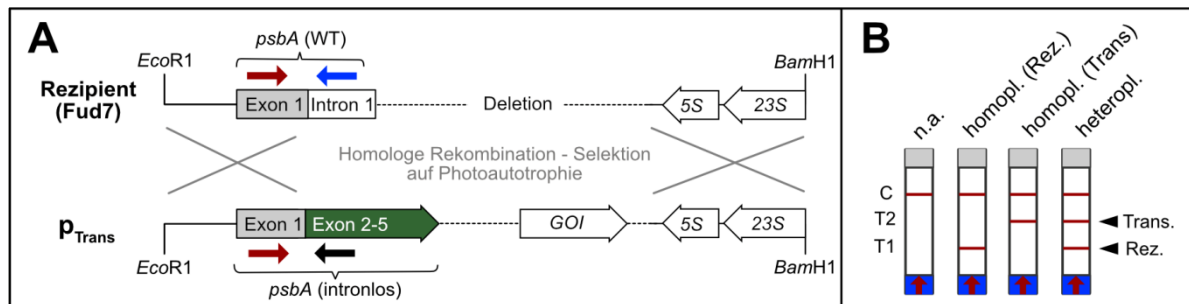 A
psbA (WT)
EcoR1
BamH1
Rezipient
(Fud7)
Exon 1
Intron 1
Deletion
5S
23S
Homologe Rekombination - Selektion
auf Photoautotrophie
pTrans
Exon 1
Exon 2-5
GOI
5S
23S
EcoR1
BamH1
psbA (intronlos)
B
n.a.
homopl. (Rez.)
homopl. (Trans)
heteropl.
C
T2
Trans.
T1
Rez.